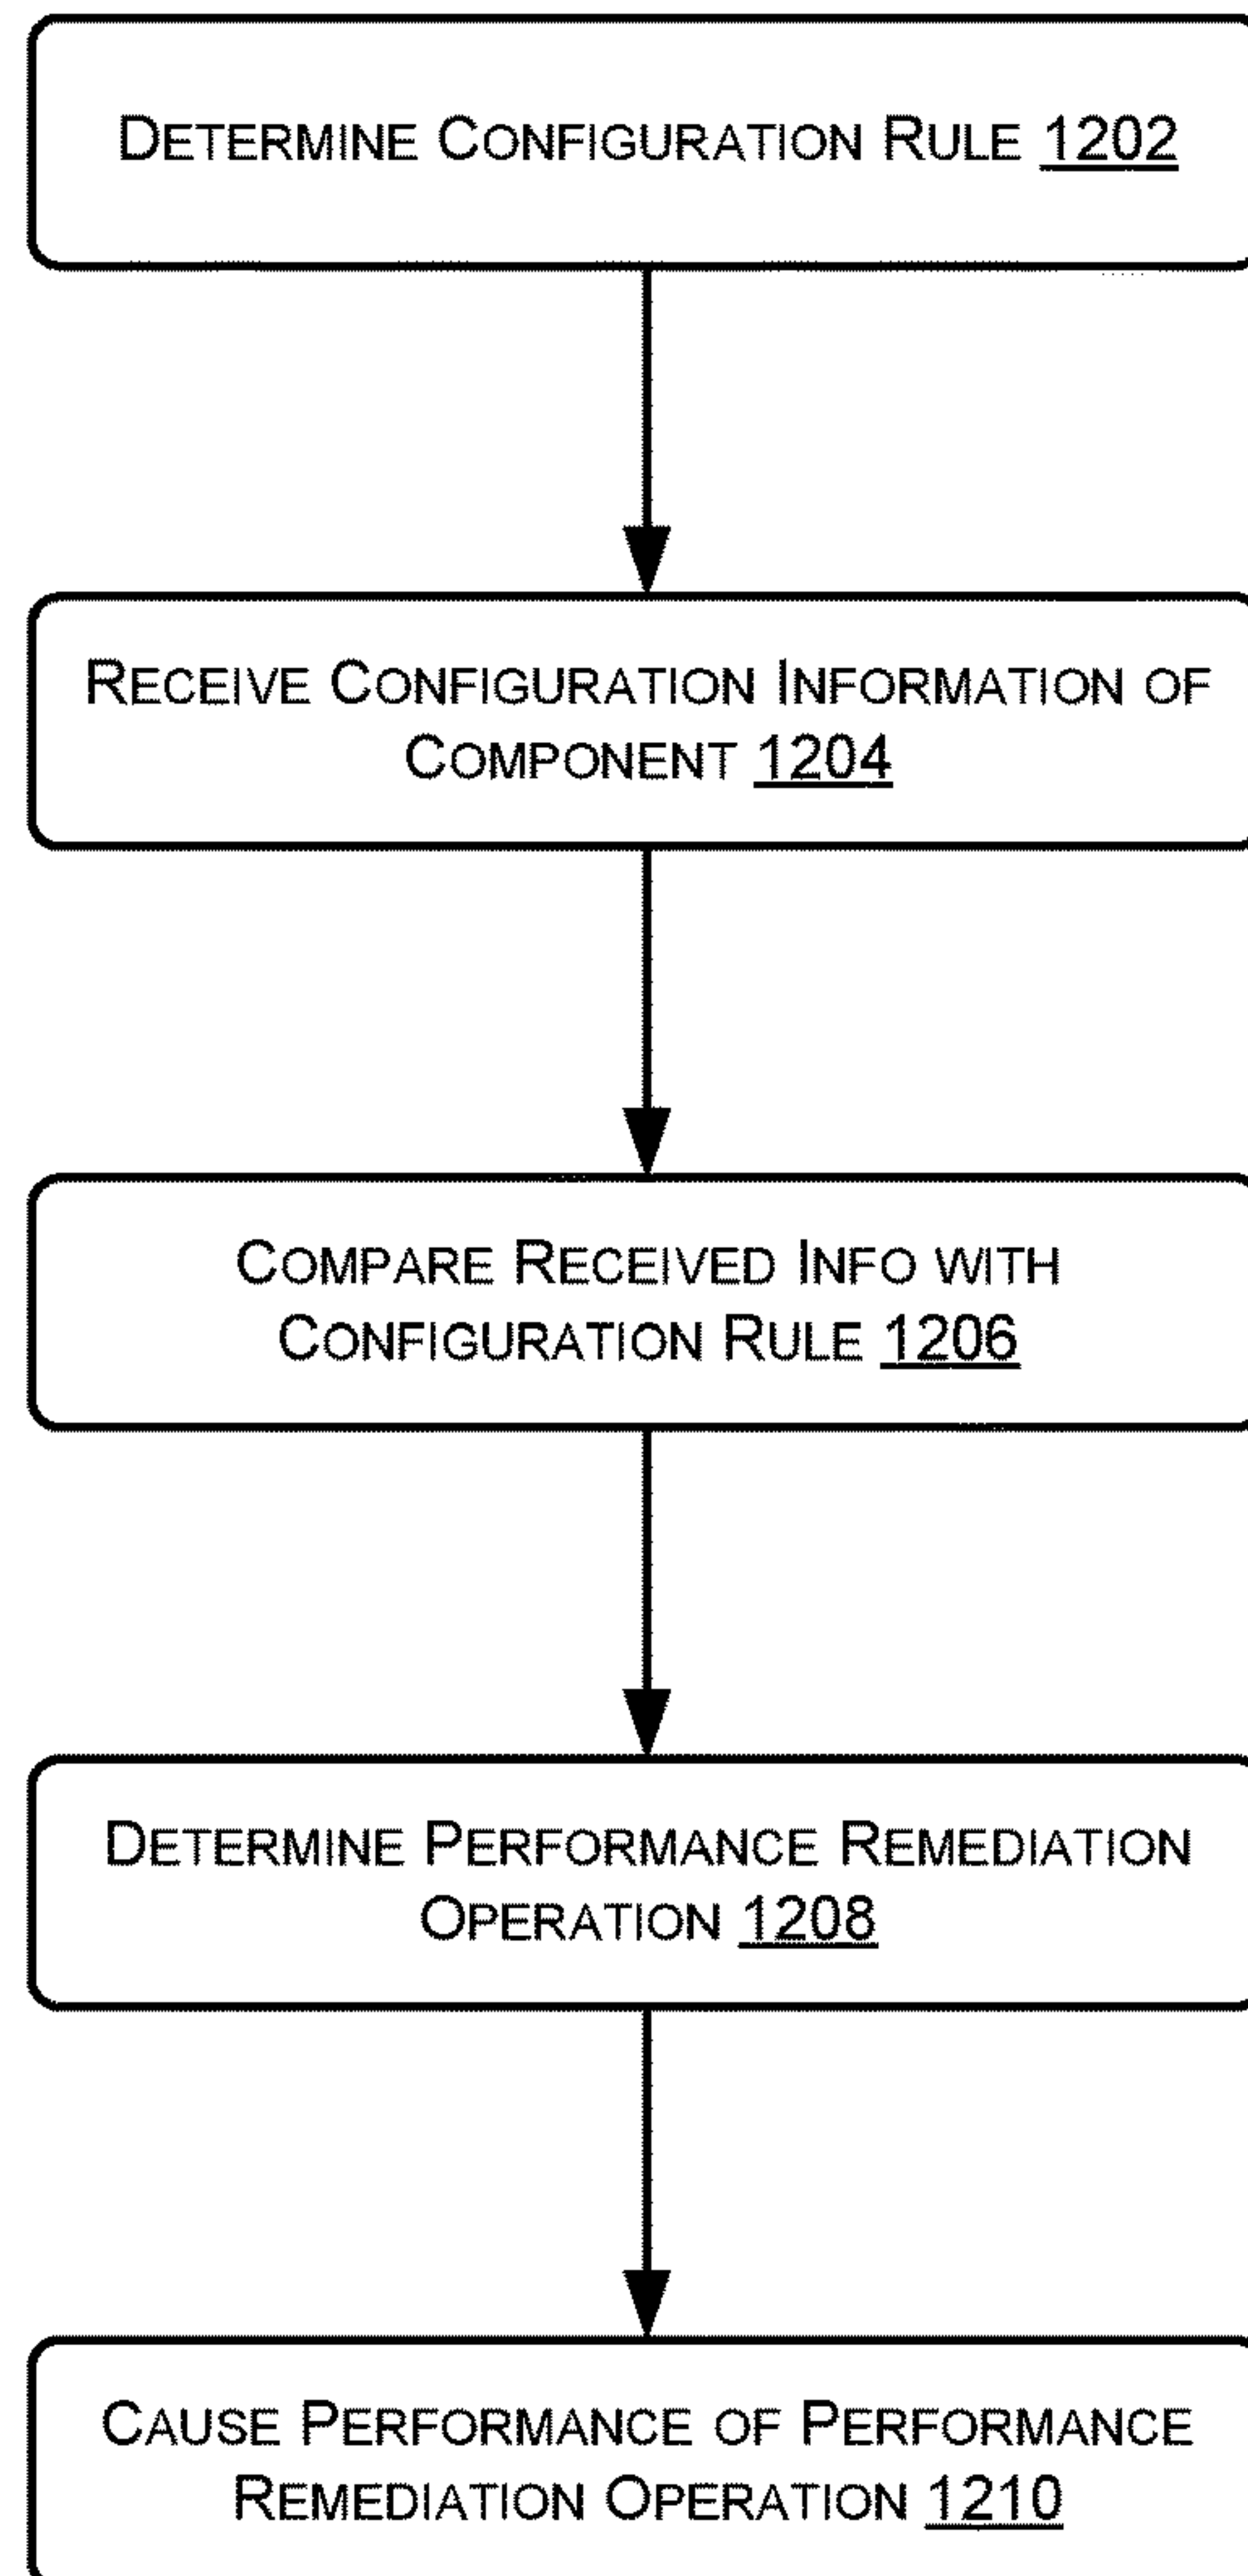 DETERMINE CONFIGURATION RULE 1202
RECEIVE CONFIGURATION INFORMATION OF
COMPONENT 1204
COMPARE RECEIVED INFO WITH
CONFIGURATION RULE 1206
DETERMINE PERFORMANCE REMEDIATION
OPERATION 1208
CAUSE PERFORMANCE OF PERFORMANCE
REMEDIATION OPERATION 1210